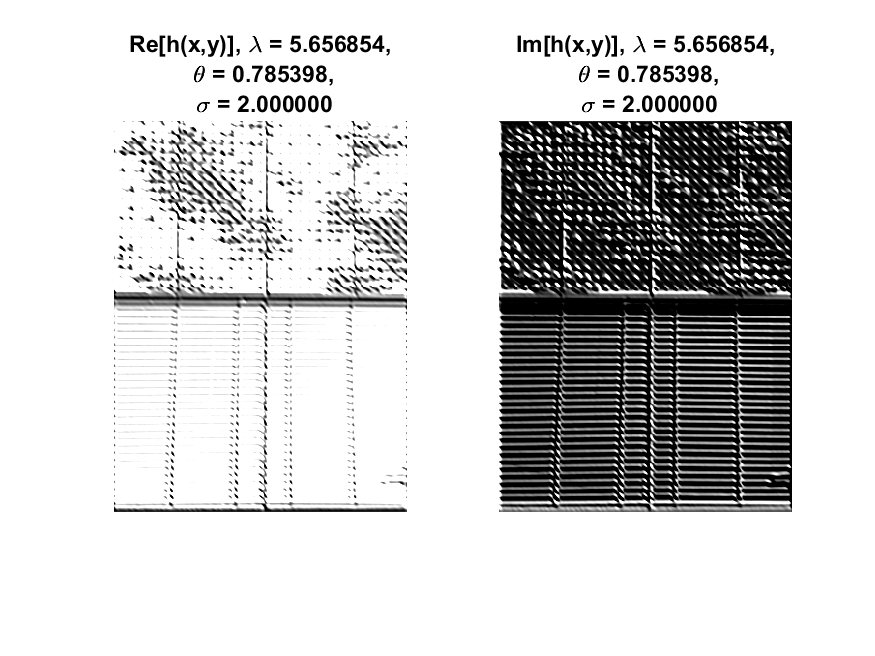 Re[h(x,y)], λ = 5.656854,
θ = 0.785398,
σ = 2.000000
Im[h(x,y)], λ = 5.656854,
θ = 0.785398,
σ = 2.000000